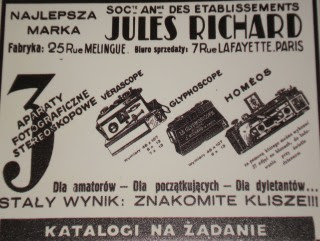 NAJLEPSZA MARKA
SOCTÉ ANME DES ETABLISSEMENTS
JULES RICHARD
Fabryka: 25 Rue MELINGUE. Biuro sprzedaży: 7 Rue LAFAYETTE. PARIS
3
APARATY
FOTOGRAFICZNE
STEREOSKOPOWE
VÉRASCOPE
GLYPHOSCOPE
HOMÉOS
Dla amatorów — Dla początkujących — Dla dyletantów...
STAŁY WYNIK: ZNAKOMITE KLISZE!!!
KATALOGI NA ŻĄDANIE